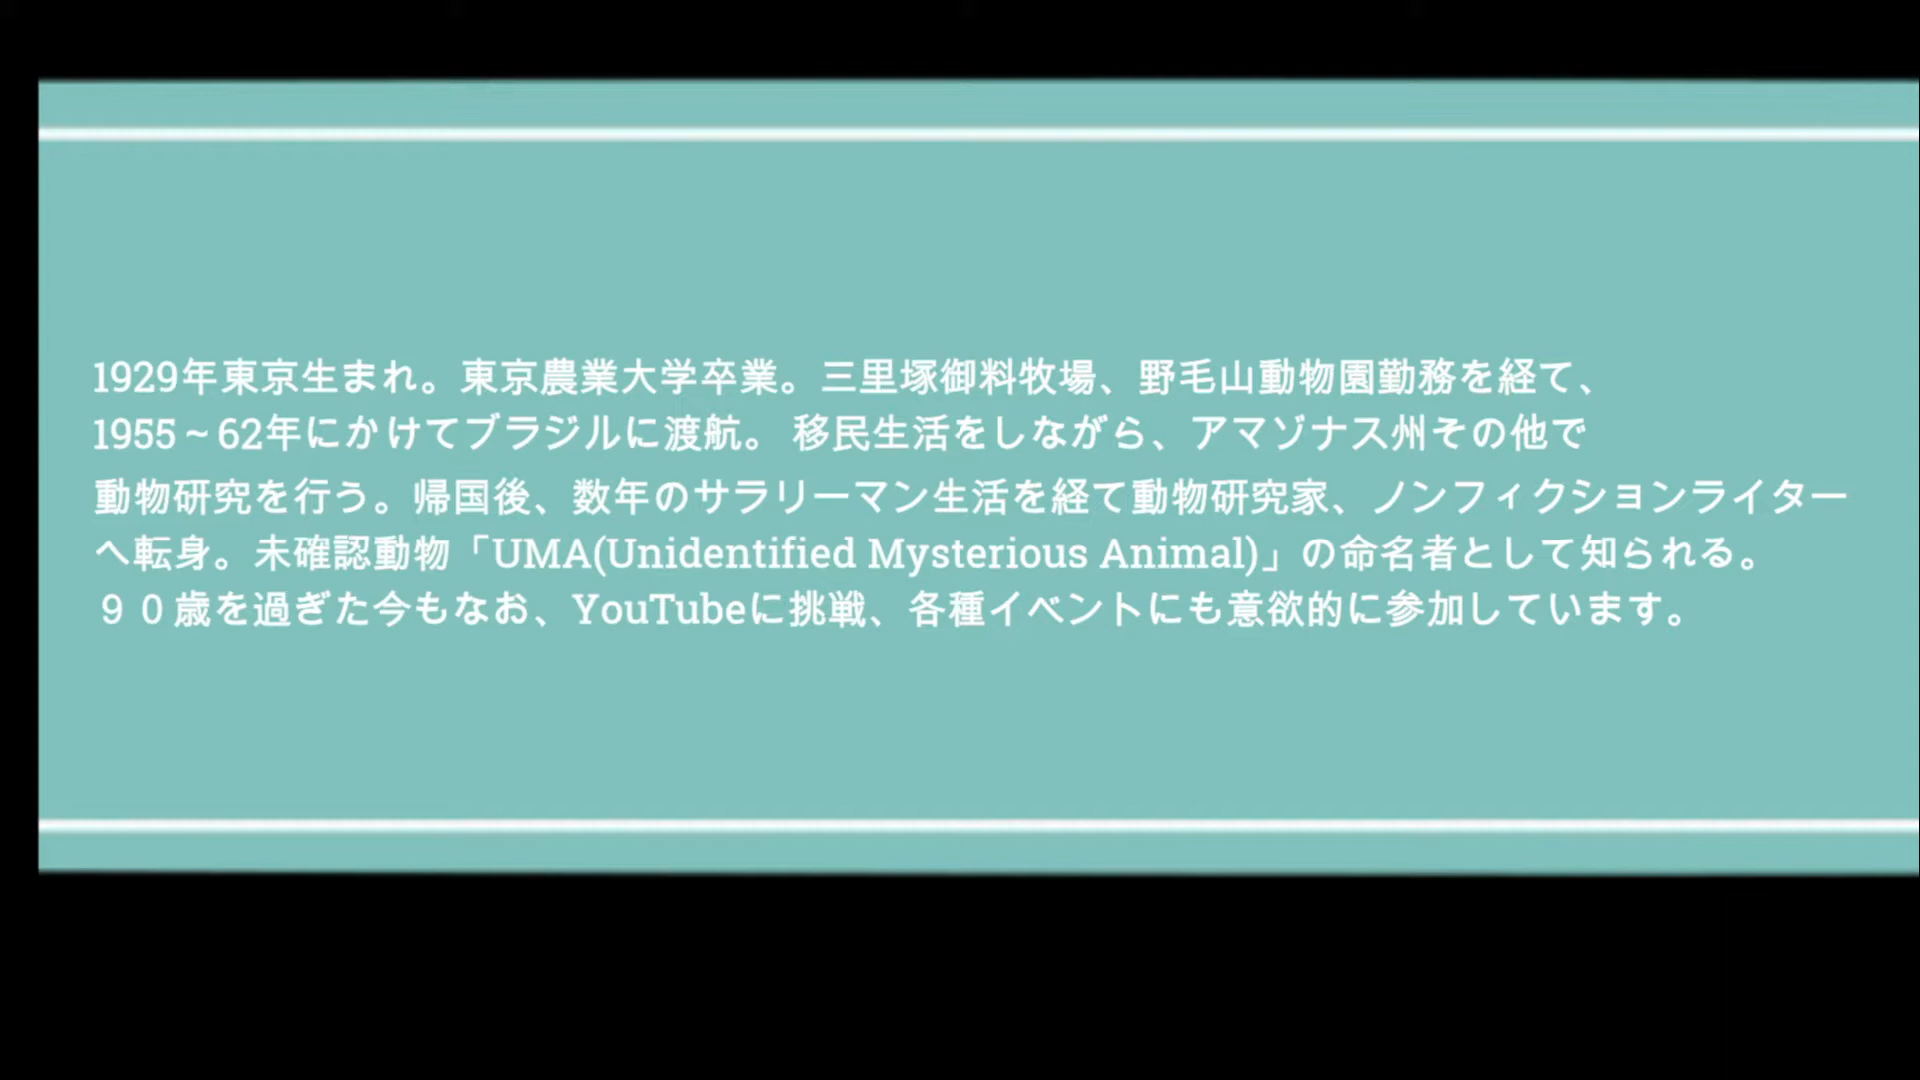 1929年東京生まれ。東京農業大学卒業。三里塚御料牧場、野毛山動物園勤務を経て、
1955～62年にかけてブラジルに渡航。 移民生活をしながら、アマゾナス州その他で
動物研究を行う。帰国後、数年のサラリーマン生活を経て動物研究家、ノンフィクションライター
へ転身。未確認動物「UMA(Unidentified Mysterious Animal)」の命名者として知られる。
９０歳を過ぎた今もなお、YouTubeに挑戦、各種イベントにも意欲的に参加しています。